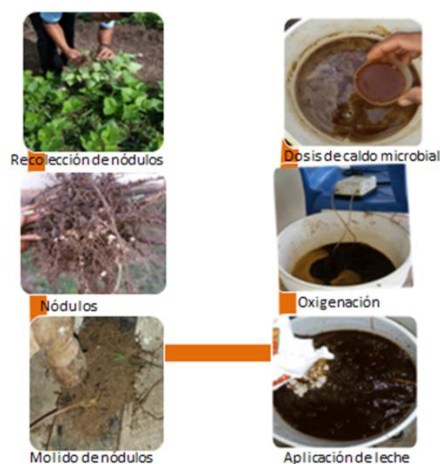 Recolección de nódulos
Nódulos
Molido de nódulos
Aplicación de leche
Oxigenación
Dosis de caldo microbial